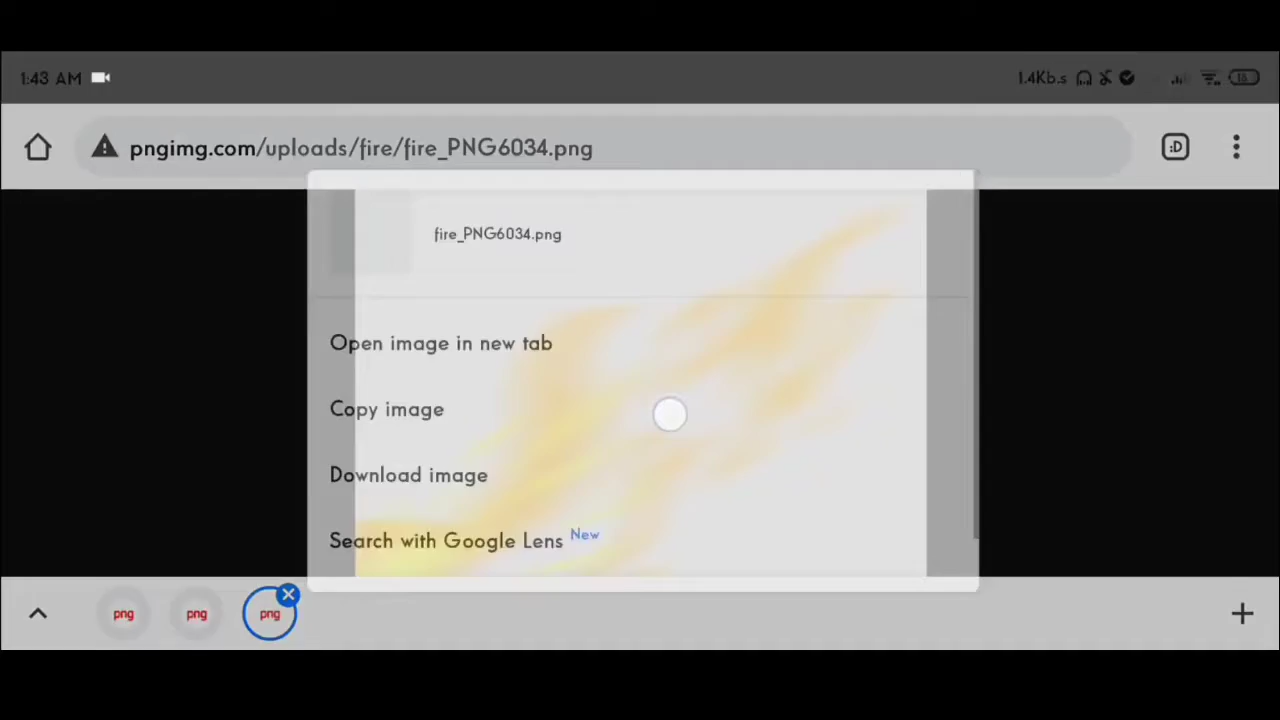 1:43 AM
1.4Kb.s
16
pngimg.com/uploads/fire/fire_PNG6034.png
:D
fire_PNG6034.png
Open image in new tab
Copy image
Download image
Search with Google Lens New
png png png